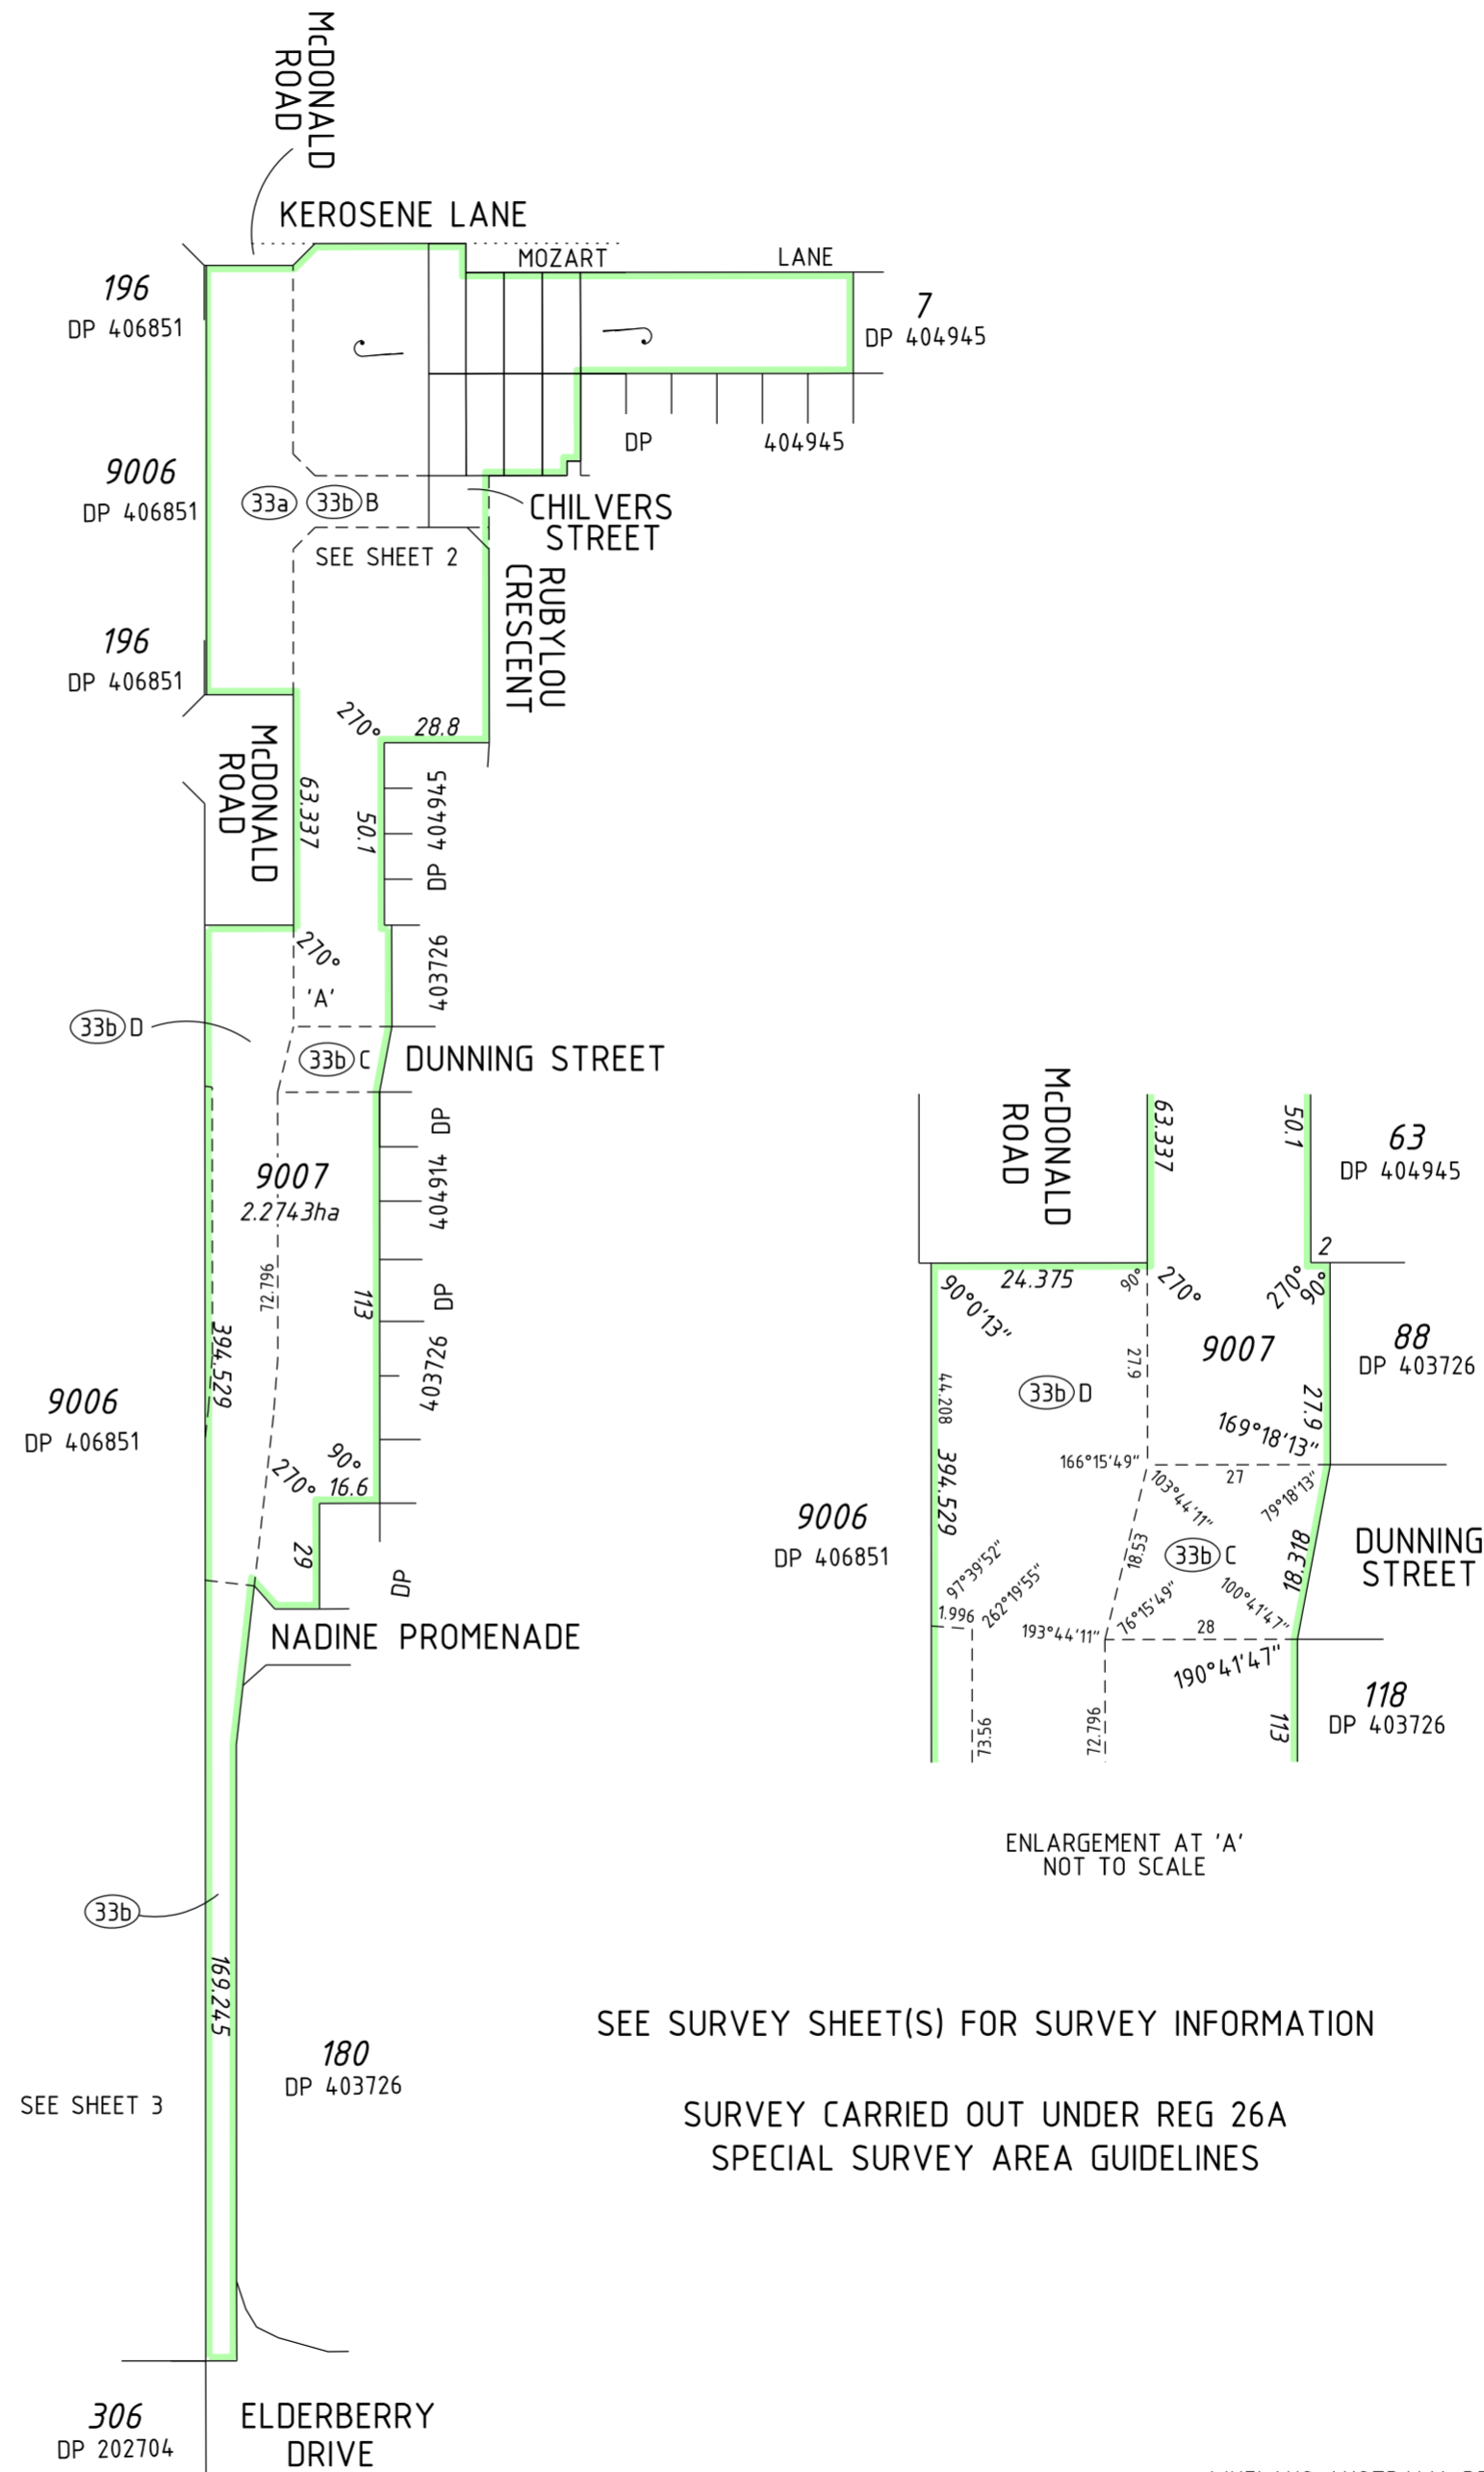 McDONALD
ROAD
KEROSENE LANE
MOZART LANE
196
DP 406851
7
DP 404945
DP 404945
9006
DP 406851
33a 33b B
CHILVERS
STREET
SEE SHEET 2
RUBYLOU
CRESCENT
196
DP 406851
270°
28.8
McDONALD
ROAD
63.337
50.1
DP 404945
270°
403726
'A'
33b D
33b C
DUNNING STREET
DP
404914
9007
2.2743ha
72.796
394.529
113
DP
403726
9006
DP 406851
90°
270°
16.6
29
DP
NADINE PROMENADE
33b
169.245
180
DP 403726
SEE SHEET 3
306
DP 202704
ELDERBERRY
DRIVE
McDONALD
ROAD
63.337
50.1
63
DP 404945
2
24.375
90°
270°
270°
90°
90°0'13"
9007
88
DP 403726
27.9
33b D
44.208
27.9
169°18'13"
166°15'49"
27
103°44'11"
79°18'13"
394.529
9006
DP 406851
18.53
33b C
18.318
DUNNING
STREET
97°39'52"
262°19'55"
1.996
193°44'11"
76°15'49"
100°41'47"
28
190°41'47"
118
DP 403726
73.56
72.796
113
ENLARGEMENT AT 'A'
NOT TO SCALE
SEE SURVEY SHEET(S) FOR SURVEY INFORMATION
SURVEY CARRIED OUT UNDER REG 26A
SPECIAL SURVEY AREA GUIDELINES